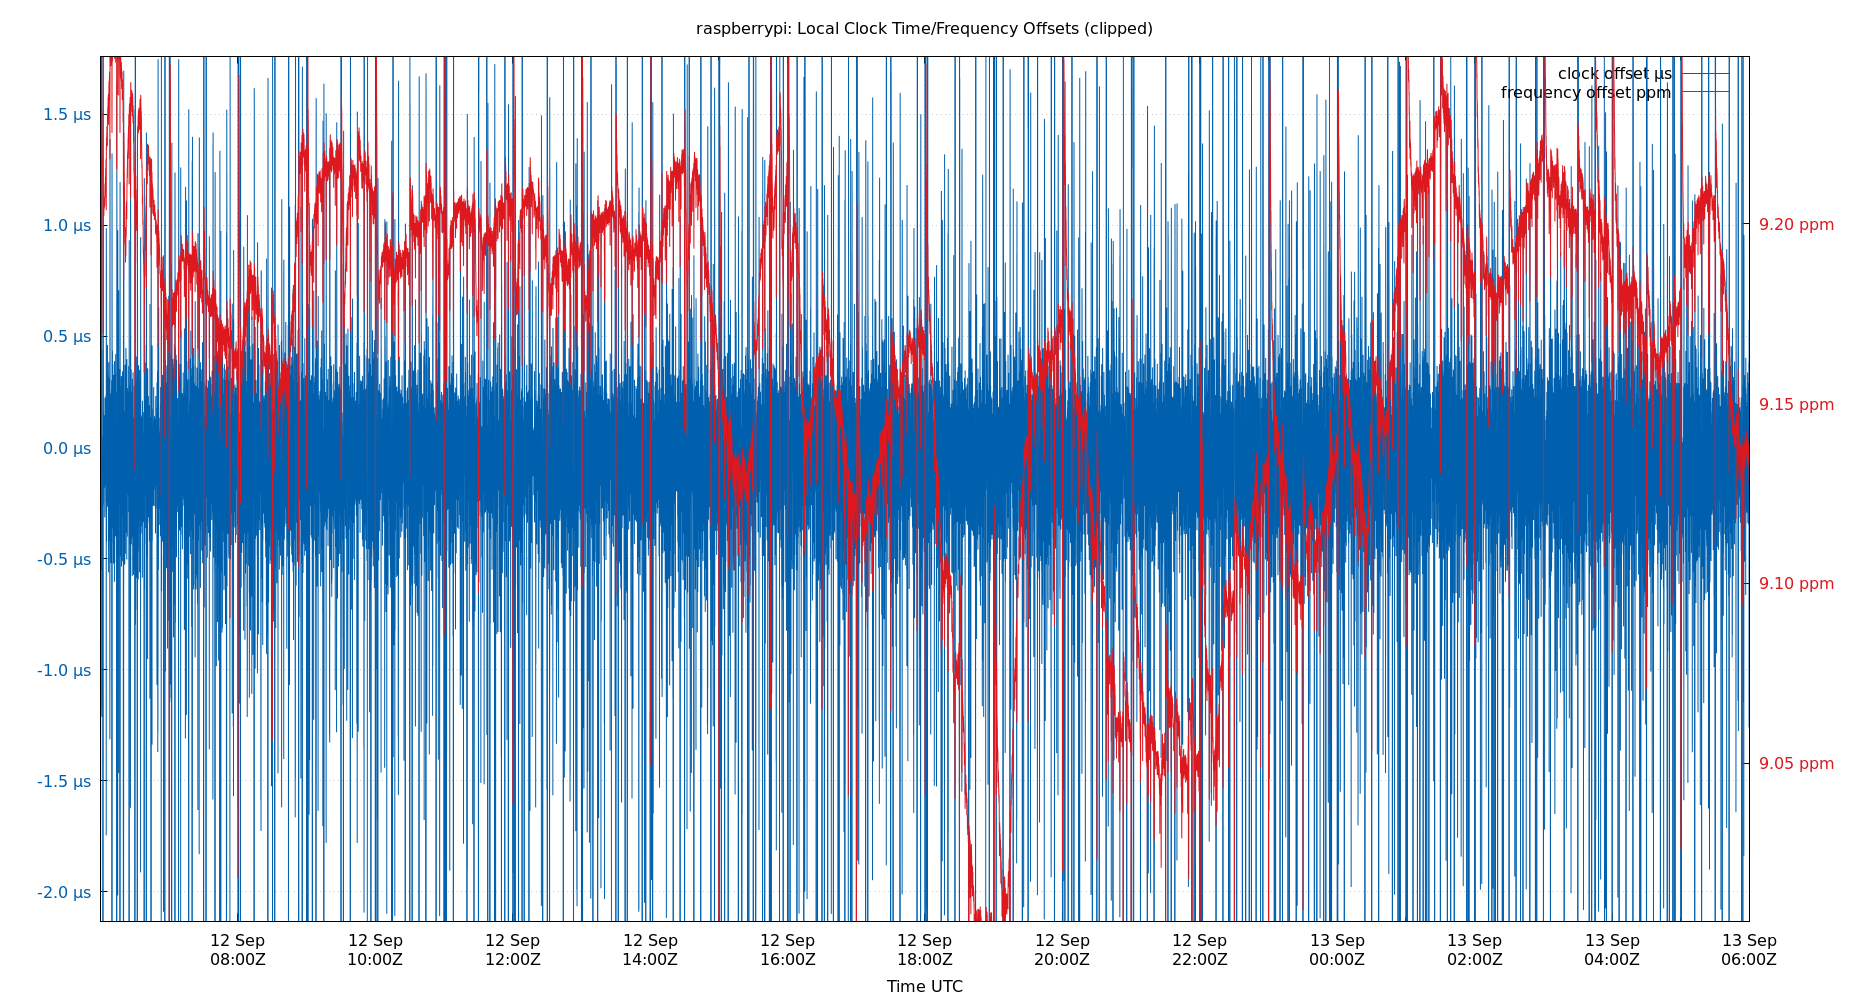 raspberrypi: Local Clock Time/Frequency Offsets (clipped)
clock offset µs
frequency offset ppm
1.5 µs
1.0 µs
0.5 µs
0.0 µs
-0.5 µs
-1.0 µs
-1.5 µs
-2.0 µs
9.20 ppm
9.15 ppm
9.10 ppm
9.05 ppm
12 Sep 12 Sep 12 Sep 12 Sep 12 Sep 12 Sep 12 Sep 12 Sep 13 Sep 13 Sep 13 Sep 13 Sep
08:00Z 10:00Z 12:00Z 14:00Z 16:00Z 18:00Z 20:00Z 22:00Z 00:00Z 02:00Z 04:00Z 06:00Z
Time UTC